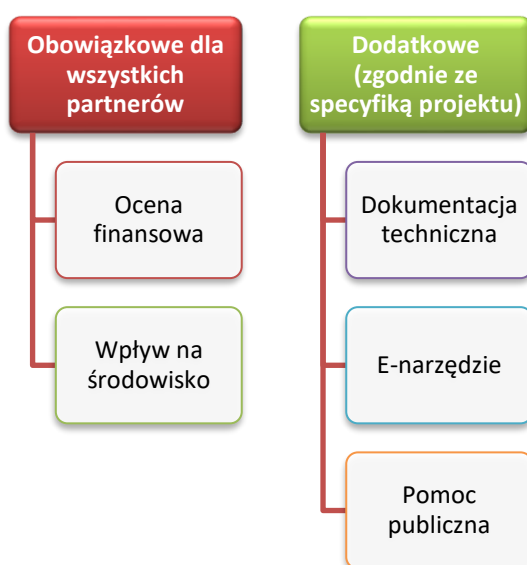 Obowiązkowe dla
wszystkich
partnerów
Ocena
finansowa
Wpływ na
środowisko
Dodatkowe
(zgodnie ze
specyfiką projektu)
Dokumentacja
techniczna
E-narzędzie
Pomoc
publiczna